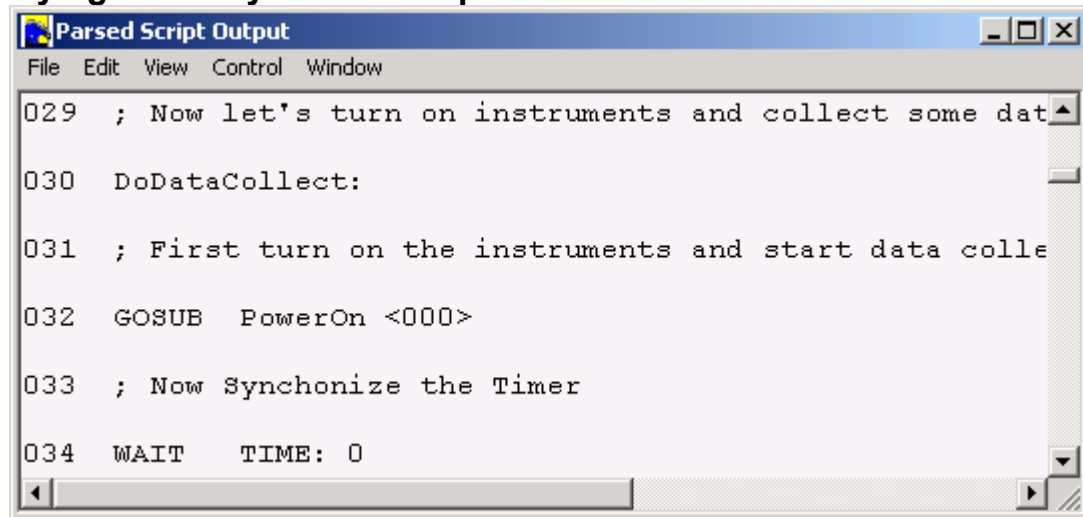 Parsed Script Output
File Edit View Control Window
029 ; Now let's turn on instruments and collect some dat
030 DoDataCollect:
031 ; First turn on the instruments and start data colle
032 GOSUB PowerOn <000>
033 ; Now Synchonize the Timer
034 WAIT TIME: 0